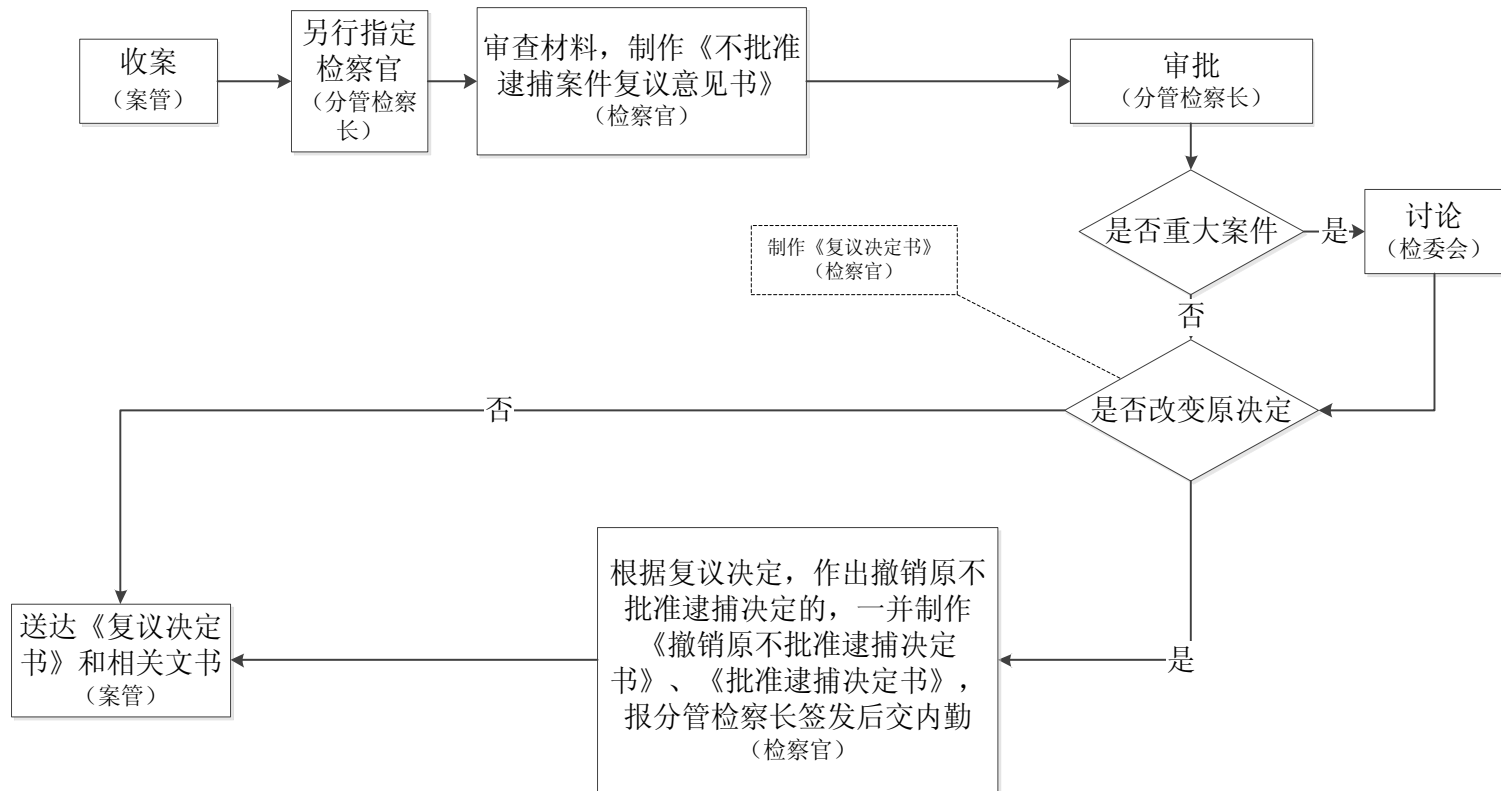 收案
（案管）
另行指定
检察官
（分管检察
长）
审查材料，制作《不批准
逮捕案件复议意见书》
（检察官）
审批
（分管检察长）
是否重大案件
是
讨论
（检委会）
制作《复议决定书》
（检察官）
否
是否改变原决定
否
根据复议决定，作出撤销原不
批准逮捕决定的，一并制作
《撤销原不批准逮捕决定
书》、《批准逮捕决定书》，
报分管检察长签发后交内勤
（检察官）
是
送达《复议决定
书》和相关文书
（案管）